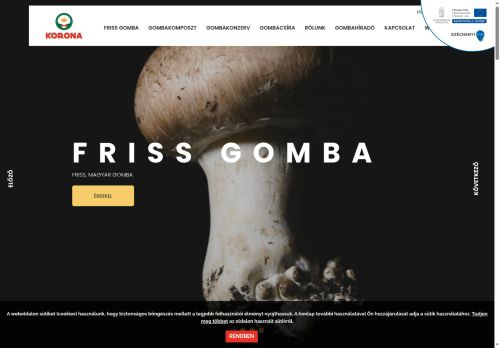 KORONA
FRISS GOMBA GOMBAKOMPOSZT GOMBAKONZERV GOMBACSÍRA RÓLUNK GOMBAHÍRADÓ KAPCSOLAT
SZÉCHENYI
FRISS GOMBA
FRISS, MAGYAR GOMBA
ÉRDEKEL
ELŐZŐ
KÖVETKEZŐ
A weboldalon sütiket (cookies) használunk, hogy biztonságos böngészés mellett a legjobb felhasználói élményt nyújthassuk. A honlap további használatával Ön hozzájárulását adja a sütik használatához. Tudjon
meg többet az oldalon használt sütikről.
RENDBEN